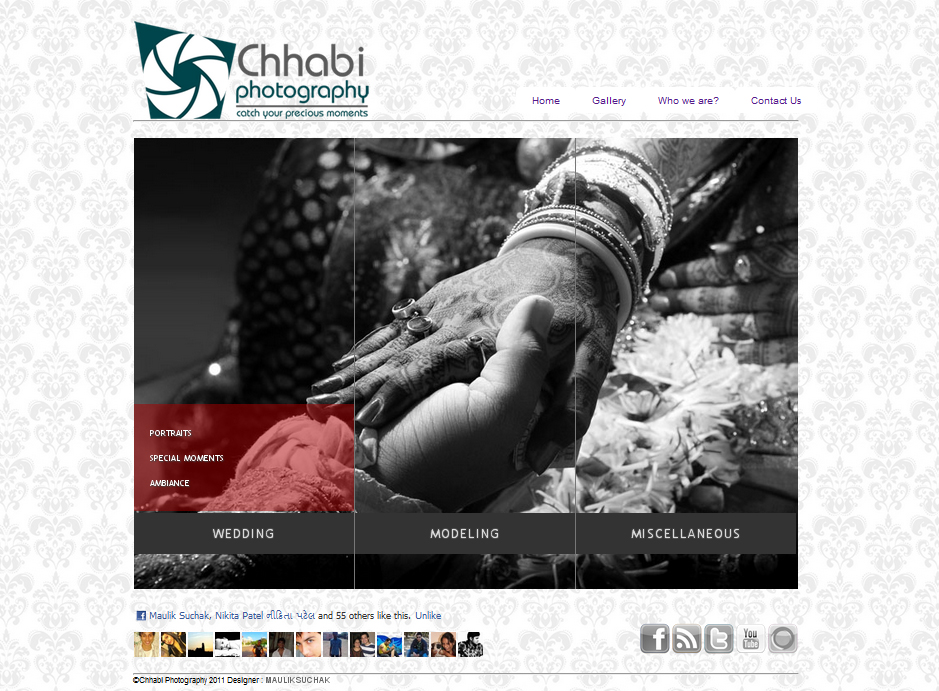 Chhabi
photography
catch your precious moments
Home Gallery Who we are? Contact Us
PORTRAITS
SPECIAL MOMENTS
AMBIANCE
WEDDING MODELING MISCELLANEOUS
Maulik Suchak, Nikita Patel નીકિતા પટેલ and 55 others like this. Unlike
You Tube
©Chhabi Photography 2011 Designer : MAULIKSUCHAK